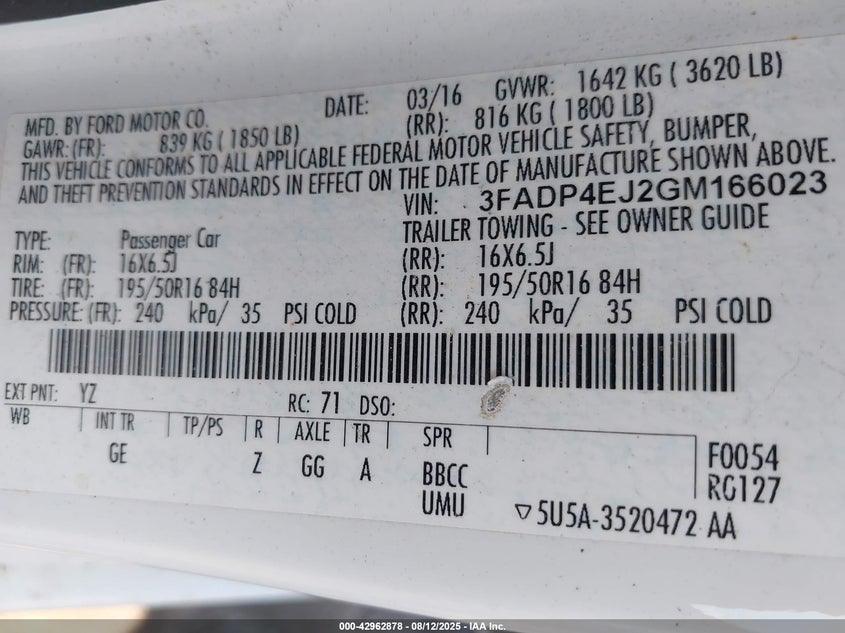 MFD. BY FORD MOTOR CO. DATE: 03/16 GVWR: 1642 KG ( 3620 LB)
GAWR: (FR): 839 KG ( 1850 LB) (RR): 816 KG ( 1800 LB)
THIS VEHICLE CONFORMS TO ALL APPLICABLE FEDERAL MOTOR VEHICLE SAFETY, BUMPER,
AND THEFT PREVENTION STANDARDS IN EFFECT ON THE DATE OF MANUFACTURE SHOWN ABOVE.
VIN: 3FADP4EJ2GM166023
TYPE: Passenger Car TRAILER TOWING - SEE OWNER GUIDE
RIM: (FR): 16X6.5J (RR): 16X6.5J
TIRE: (FR): 195/50R16 84H (RR): 195/50R16 84H
PRESSURE: (FR): 240 kPa/ 35 PSI COLD (RR): 240 kPa/ 35 PSI COLD
EXT PNT: YZ RC: 71 DSO:
WB INT TR TP/PS R AXLE TR SPR F0054
GE Z GG A BBCC RG127
UMU ▽5U5A-3520472 AA
000-42962878 - 08/12/2025 - IAA Inc.